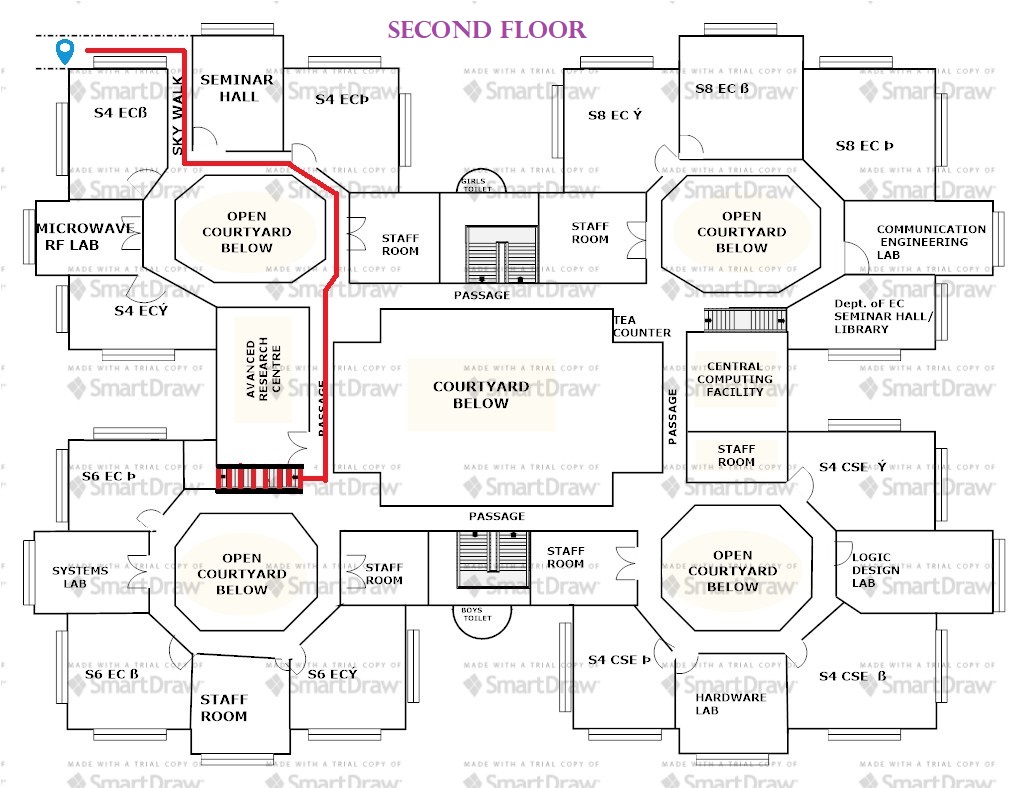 SECOND FLOOR
SEMINAR
HALL
S4 ECϷ
S4 ECß
SKY WALK
S8 EC Ý
S8 EC ß
S8 EC Ϸ
GIRLS
TOILET
MICROWAVE
RF LAB
OPEN
COURTYARD
BELOW
STAFF
ROOM
STAFF
ROOM
OPEN
COURTYARD
BELOW
COMMUNICATION
ENGINEERING
LAB
S4 ECÝ
PASSAGE
TEA
COUNTER
Dept. of EC
SEMINAR HALL/
LIBRARY
AVANCED
RESEARCH
CENTRE
PASSAGE
COURTYARD
BELOW
PASSAGE
CENTRAL
COMPUTING
FACILITY
STAFF
ROOM
S6 EC Ϸ
S4 CSE Ý
PASSAGE
SYSTEMS
LAB
OPEN
COURTYARD
BELOW
STAFF
ROOM
STAFF
ROOM
OPEN
COURTYARD
BELOW
LOGIC
DESIGN
LAB
BOYS
TOILET
S6 EC ß
STAFF
ROOM
S6 ECÝ
S4 CSE Ϸ
HARDWARE
LAB
S4 CSE ß
MADE WITH A TRIAL COPY OF
SmartDraw